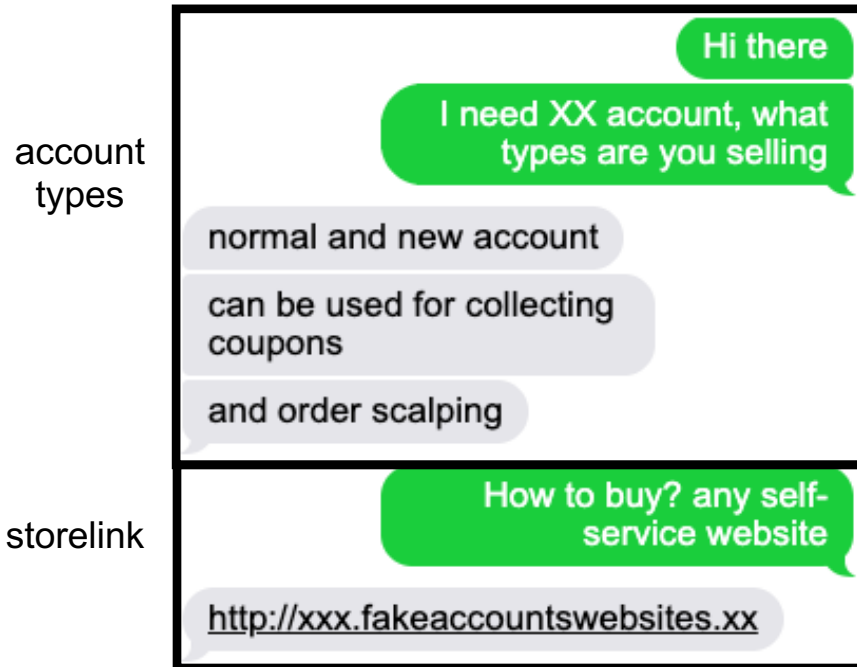 Hi there
I need XX account, what
types are you selling
account
types
normal and new account
can be used for collecting
coupons
and order scalping
How to buy? any self-
service website
storelink
http://xxx.fakeaccountswebsites.xx